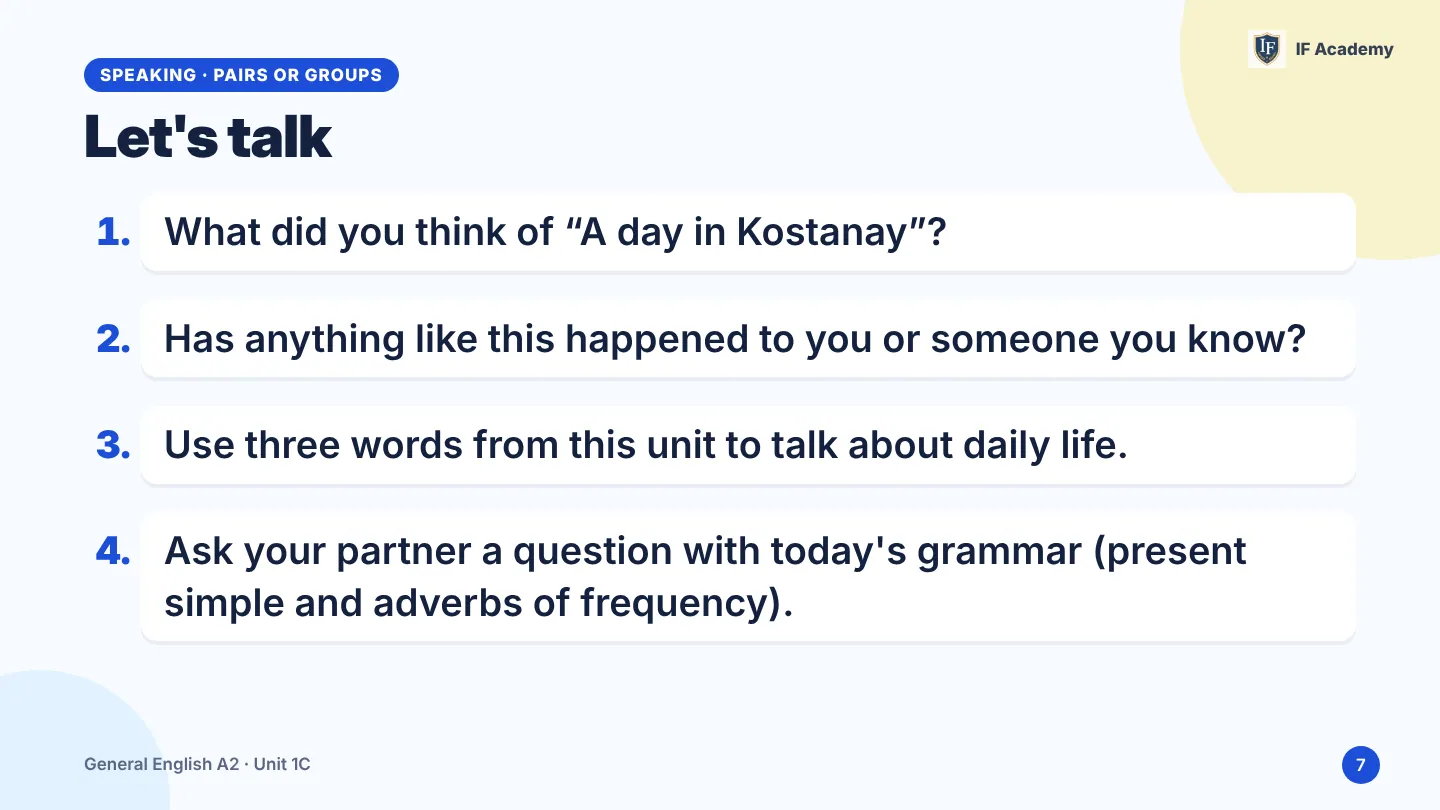 IF
IF Academy
SPEAKING · PAIRS OR GROUPS
Let's talk
1. What did you think of “A day in Kostanay”?
2. Has anything like this happened to you or someone you know?
3. Use three words from this unit to talk about daily life.
4. Ask your partner a question with today's grammar (present
simple and adverbs of frequency).
General English A2 · Unit 1C
7